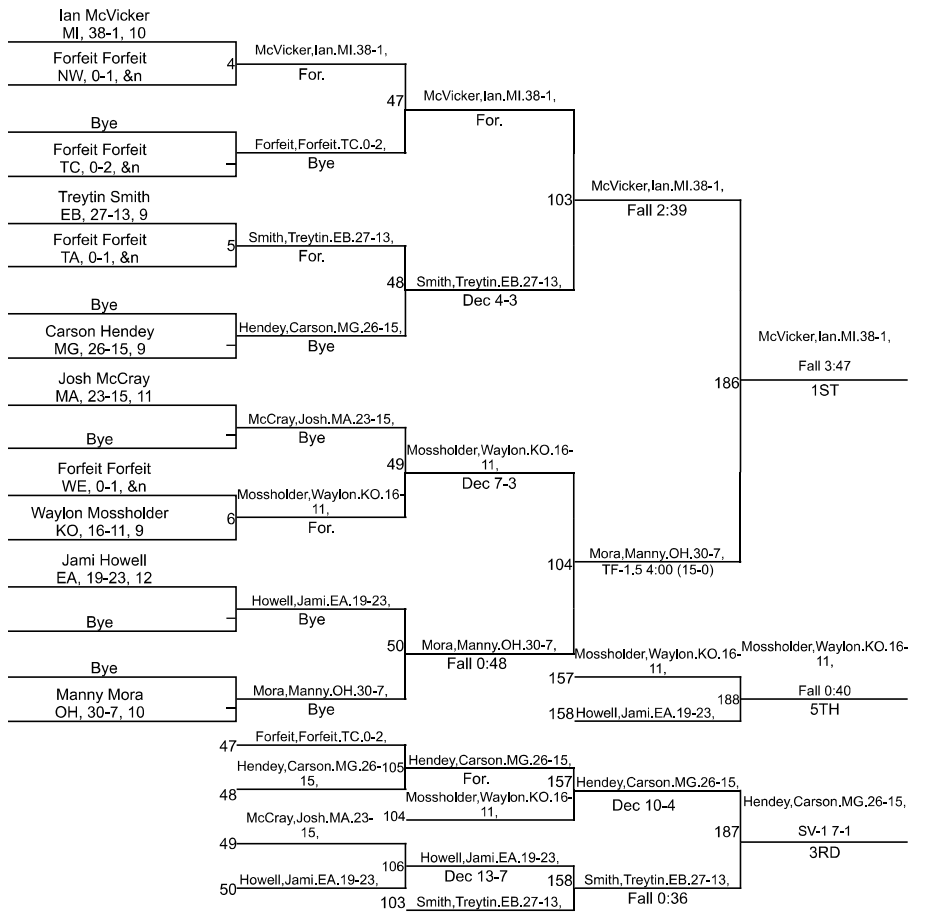 Ian McVicker
MI, 38-1, 10
Forfeit Forfeit
NW, 0-1, &n
4
McVicker,Ian.MI.38-1,
For.
47
McVicker,Ian.MI.38-1,
For.
Bye
Forfeit Forfeit
TC, 0-2, &n
Forfeit,Forfeit.TC.0-2,
Bye
103
McVicker,Ian.MI.38-1,
Fall 2:39
Treytin Smith
EB, 27-13, 9
Forfeit Forfeit
TA, 0-1, &n
5
Smith,Treytin.EB.27-13,
For.
48
Smith,Treytin.EB.27-13,
Dec 4-3
Bye
Carson Hendey
MG, 26-15, 9
Hendey,Carson.MG.26-15,
Bye
186
McVicker,Ian.MI.38-1,
Fall 3:47
1ST
Josh McCray
MA, 23-15, 11
Bye
McCray,Josh.MA.23-15,
Bye
49
Mossholder,Waylon.KO.16-
11,
Dec 7-3
Forfeit Forfeit
WE, 0-1, &n
Waylon Mossholder
KO, 16-11, 9
6
Mossholder,Waylon.KO.16-
11,
For.
104
Mora,Manny.OH.30-7,
TF-1.5 4:00 (15-0)
Jami Howell
EA, 19-23, 12
Bye
Howell,Jami.EA.19-23,
Bye
50
Mora,Manny.OH.30-7,
Fall 0:48
Bye
Manny Mora
OH, 30-7, 10
Mora,Manny.OH.30-7,
Bye
157
Mossholder,Waylon.KO.16-
11,
158
Howell,Jami.EA.19-23,
188
Mossholder,Waylon.KO.16-
11,
Fall 0:40
5TH
47
Forfeit,Forfeit.TC.0-2,
48
Hendey,Carson.MG.26-
15,
105
Hendey,Carson.MG.26-15,
For.
104
Mossholder,Waylon.KO.16-
11,
157
Hendey,Carson.MG.26-15,
Dec 10-4
49
McCray,Josh.MA.23-
15,
50
Howell,Jami.EA.19-23,
106
Howell,Jami.EA.19-23,
Dec 13-7
103
Smith,Treytin.EB.27-13,
158
Smith,Treytin.EB.27-13,
Fall 0:36
187
Hendey,Carson.MG.26-15,
SV-1 7-1
3RD